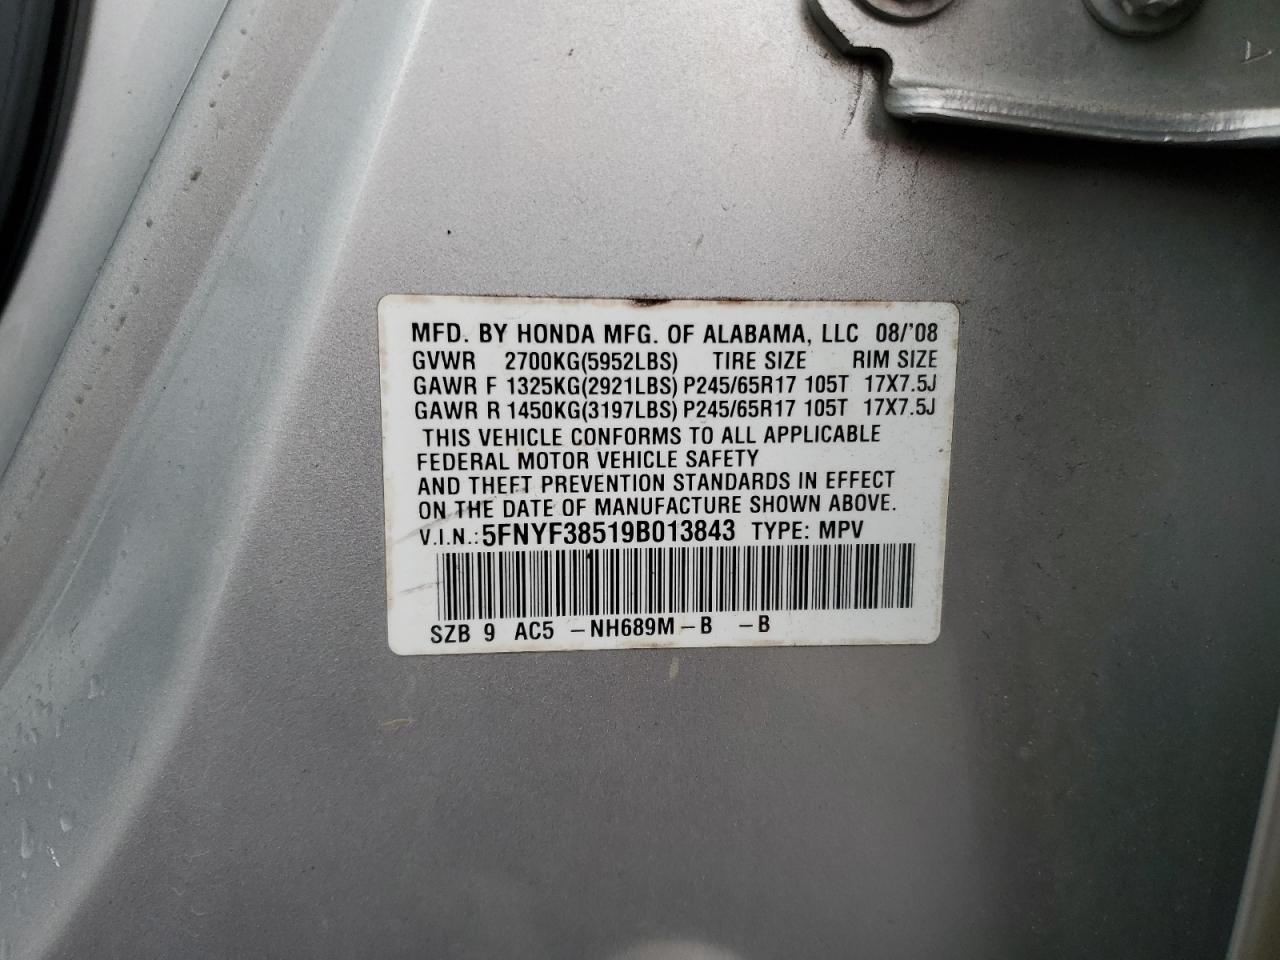 MFD. BY HONDA MFG. OF ALABAMA, LLC 08/'08
GVWR 2700KG(5952LBS) TIRE SIZE RIM SIZE
GAWR F 1325KG(2921LBS) P245/65R17 105T 17X7.5J
GAWR R 1450KG(3197LBS) P245/65R17 105T 17X7.5J
THIS VEHICLE CONFORMS TO ALL APPLICABLE
FEDERAL MOTOR VEHICLE SAFETY
AND THEFT PREVENTION STANDARDS IN EFFECT
ON THE DATE OF MANUFACTURE SHOWN ABOVE.
V.I.N.: 5FNYF38519B013843 TYPE: MPV
SZB 9 AC5 -NH689M -B -B